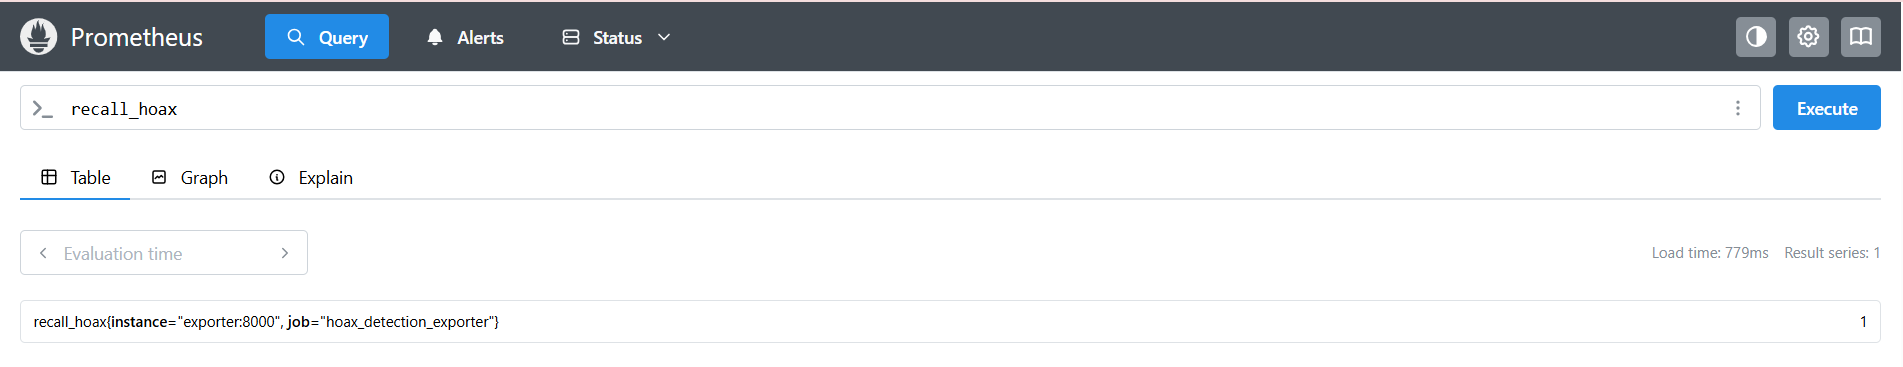 Prometheus Query Alerts Status
recall_hoax Execute
Table Graph Explain
Evaluation time Load time: 779ms Result series: 1
recall_hoax{instance="exporter:8000", job="hoax_detection_exporter"} 1